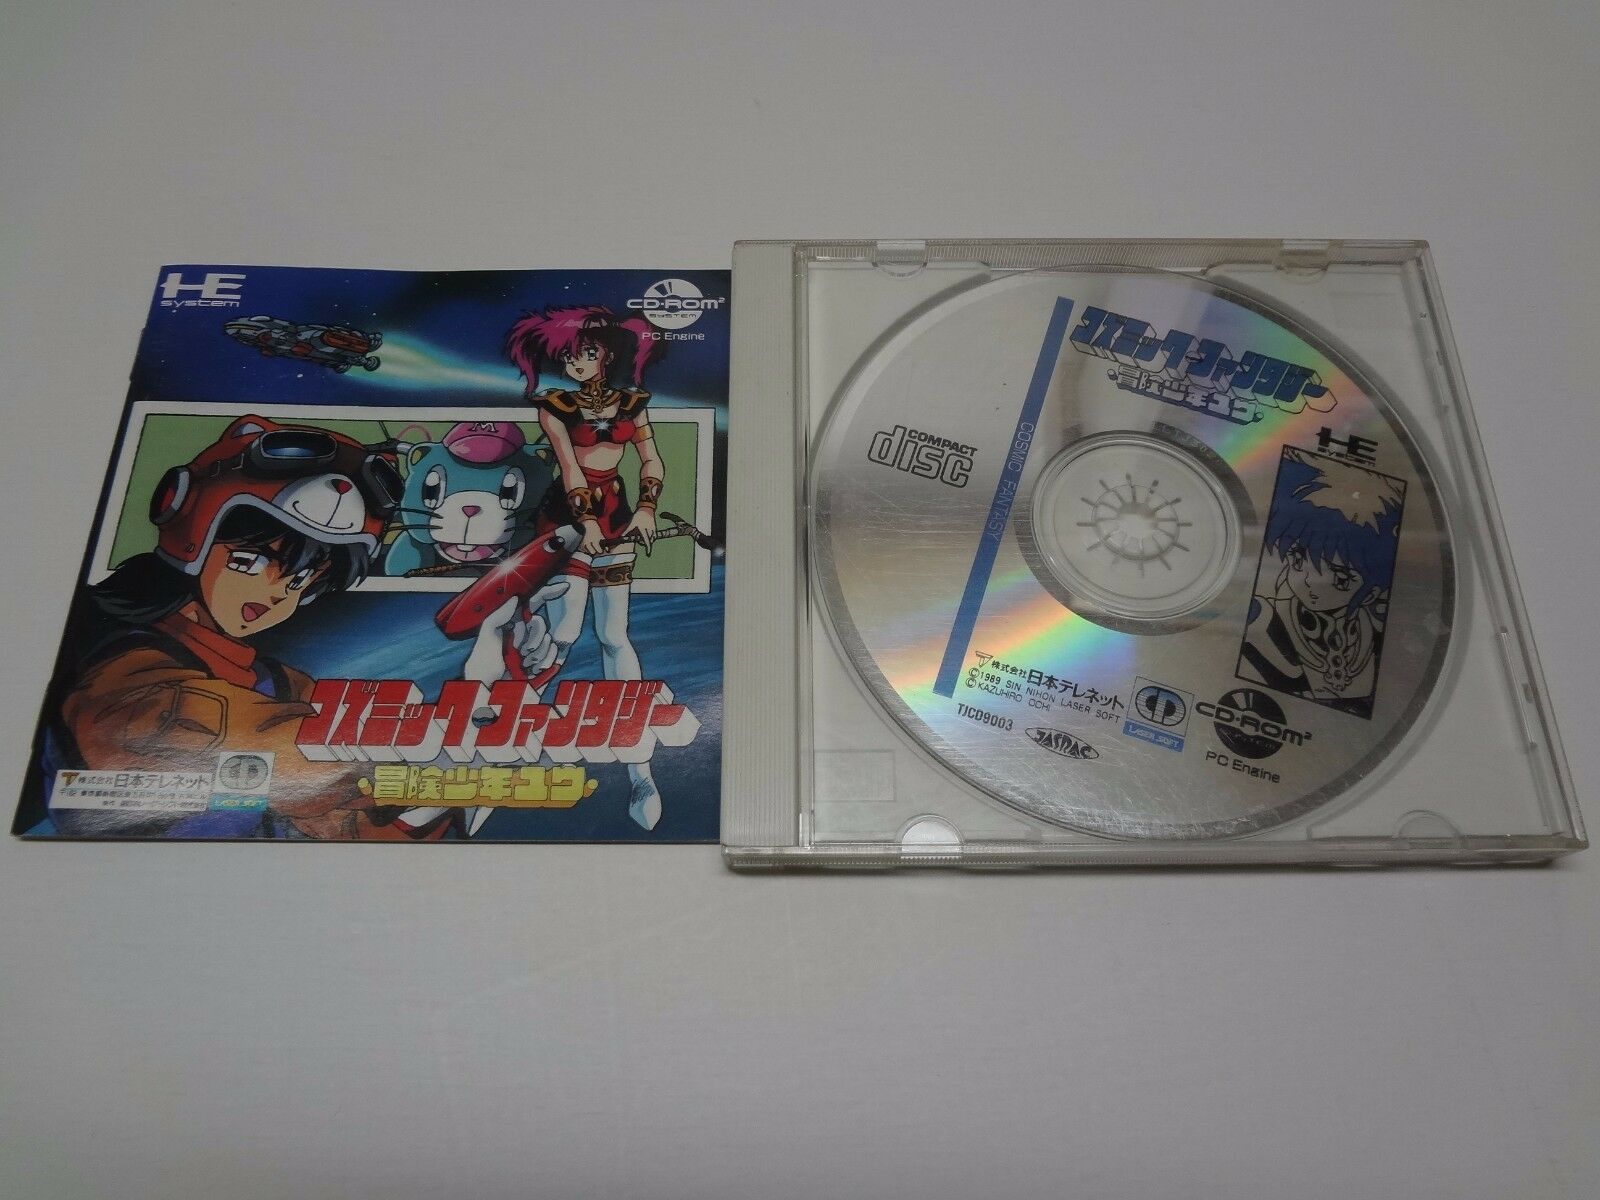 HE
system
CD-ROM²
SYSTEM
PC Engine
M
コズミック・ファンタジー
・冒険少年ユウ・
株式会社 日本テレネット
LASER SOFT
コズミック・ファンタジー
・冒険少年ユウ・
COMPACT
disc
COSMIC FANTASY
HE
system
株式会社 日本テレネット
©1989 SIN NIHON LASER SOFT
©KAZUHIRO OCHI
TJCD9003
JASRAC
LASER SOFT
CD-ROM²
SYSTEM
PC Engine